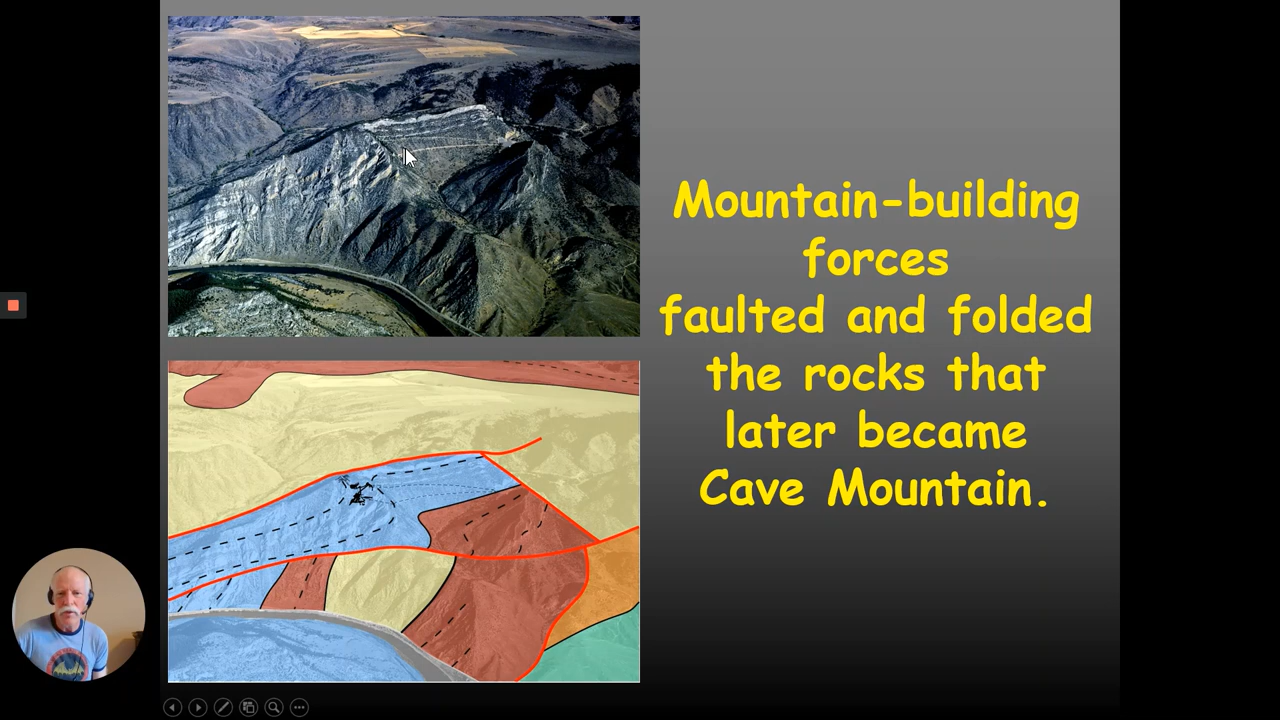 Mountain-building
forces
faulted and folded
the rocks that
later became
Cave Mountain.